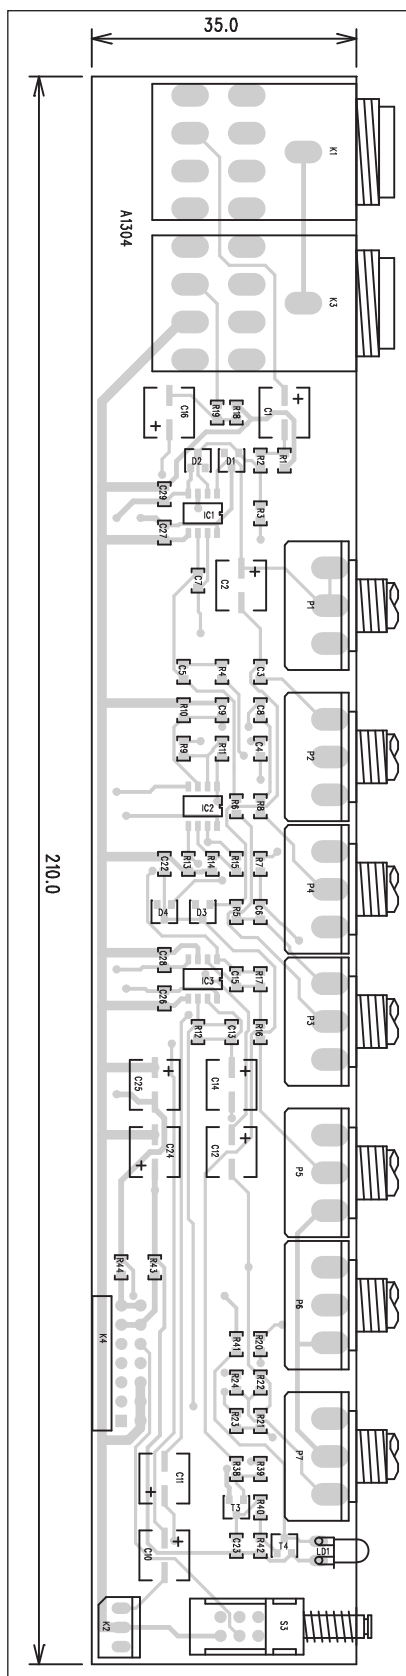 35.0
210.0
A1304
K1
K3
C16
R19
R18
C1
D2
D1
R2
R1
C29
IC1
R3
C27
C7
C2
P1
C5
R4
C3
R10
C9
C8
P2
R9
R11
C4
IC2
R6
R8
C22
R13
R14
R15
R7
P4
D4
D3
R5
C6
C28
IC3
C15
R17
C26
P3
R12
C13
R16
C25
C14
C24
C12
P5
R44
R43
P6
K4
R41
R20
R24
R22
R23
R21
P7
C11
R38
R39
T3
R40
C10
C23
R42
T4
LD1
K2
S3